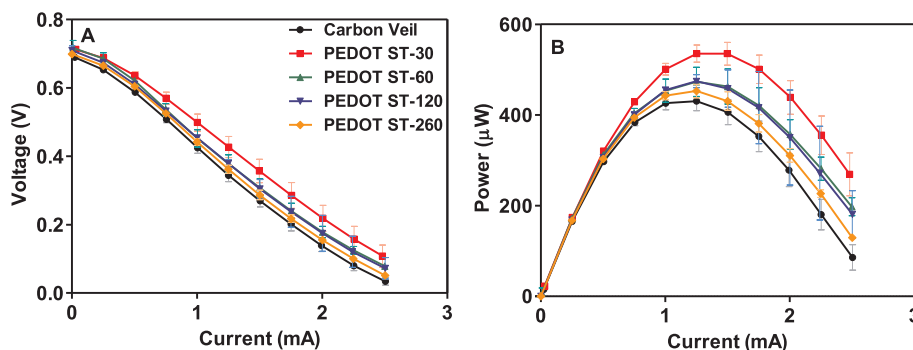 A
Carbon Veil
PEDOT ST-30
PEDOT ST-60
PEDOT ST-120
PEDOT ST-260
Voltage (V)
0.8
0.6
0.4
0.2
0.0
0
1
2
3
Current (mA)
B
Power (μW)
600
400
200
0
0
1
2
3
Current (mA)